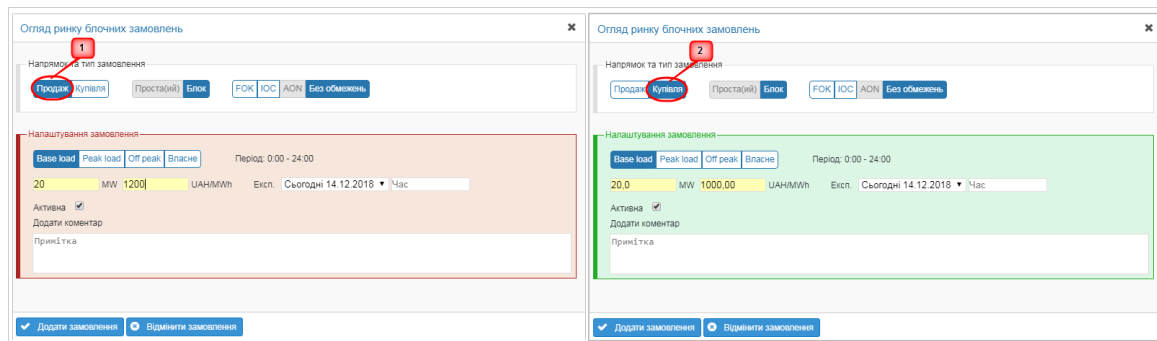 Огляд ринку блочних замовлень
1
Напрямок та тип замовлення
Продаж Купівля Проста(ий) Блок FOK IOC AON Без обмежень
Налаштування замовлення
Base load Peak load Off peak Власне Період: 0:00 - 24:00
20 MW 1200 UAH/MWh Експ. Сьогодні 14.12.2018 Час
Активна
Додати коментар
Примітка
Додати замовлення Відмінити замовлення
Огляд ринку блочних замовлень
2
Напрямок та тип замовлення
Продаж Купівля Проста(ий) Блок FOK IOC AON Без обмежень
Налаштування замовлення
Base load Peak load Off peak Власне Період: 0:00 - 24:00
20,0 MW 1000,00 UAH/MWh Експ. Сьогодні 14.12.2018 Час
Активна
Додати коментар
Примітка
Додати замовлення Відмінити замовлення